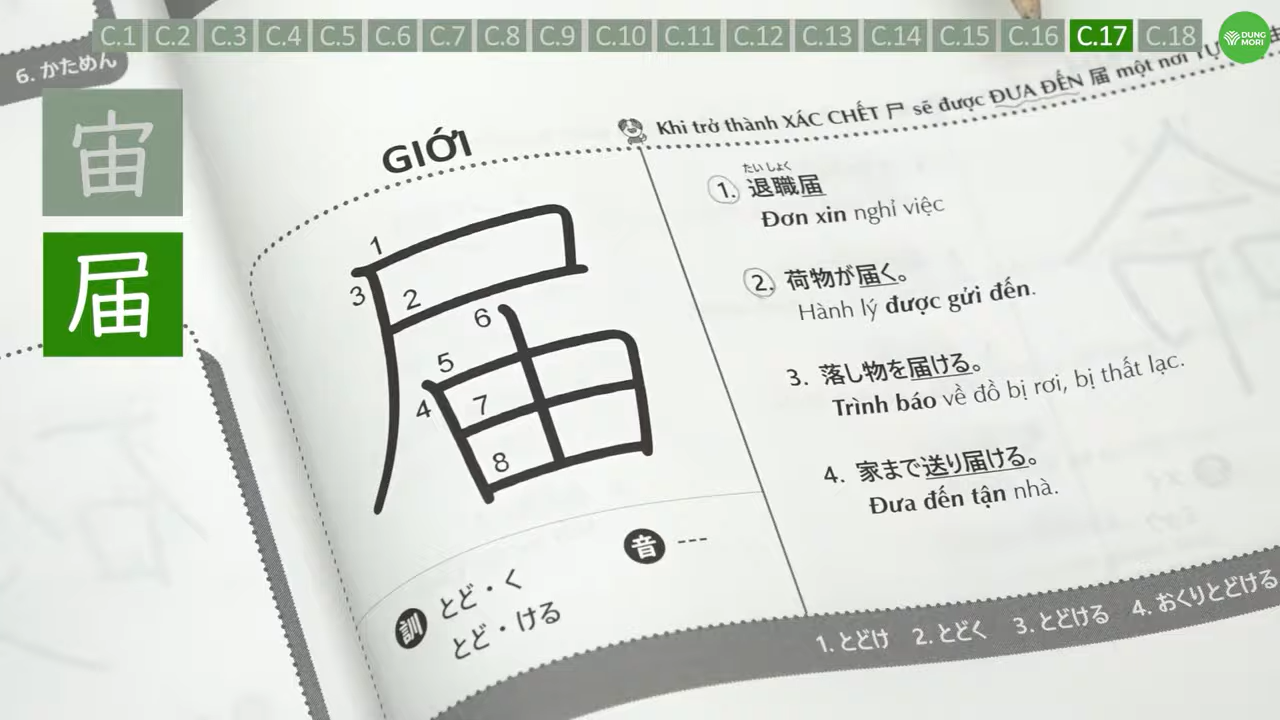 C.1 C.2 C.3 C.4 C.5 C.6 C.7 C.8 C.9 C.10 C.11 C.12 C.13 C.14 C.15 C.16 C.17 C.18
DUNG MORI
6. かためん
宙
届
GIỚI
Khi trở thành XÁC CHẾT 尸 sẽ được ĐƯA ĐẾN 届 một nơi TỰ
届
1 2 3 4 5 6 7 8
たいしょく
1. 退職届
Đơn xin nghỉ việc
2. 荷物が届く。
Hành lý được gửi đến.
3. 落し物を届ける。
Trình báo về đồ bị rơi, bị thất lạc.
4. 家まで送り届ける。
Đưa đến tận nhà.
音 ---
訓 とど・く
とど・ける
1. とどけ 2. とどく 3. とどける 4. おくりとどける